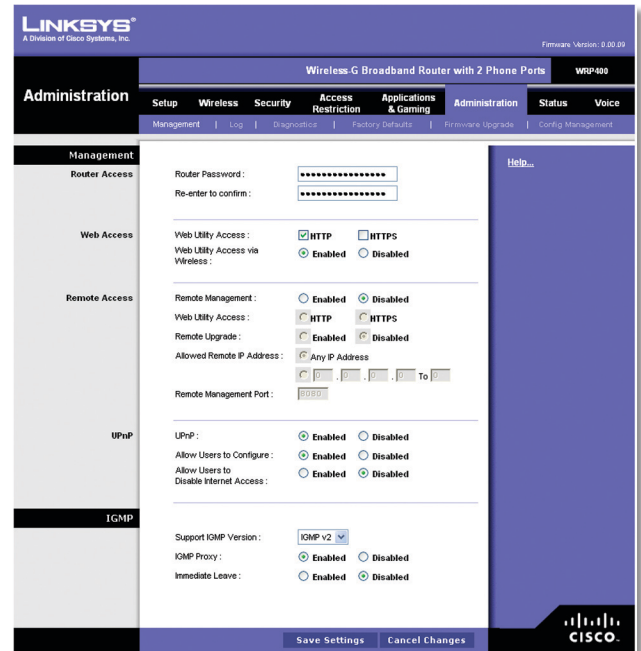 LINKSYS®
A Division of Cisco Systems, Inc.
Firmware Version: 0.00.09
Wireless-G Broadband Router with 2 Phone Ports WRP400
Administration
Setup Wireless Security Access Restriction Applications & Gaming Administration Status Voice
Management | Log | Diagnostics | Factory Defaults | Firmware Upgrade | Config Management
Management
Help...
Router Access Router Password :
Re-enter to confirm :
Web Access Web Utility Access : HTTP HTTPS
Web Utility Access via Wireless : Enabled Disabled
Remote Access Remote Management : Enabled Disabled
Web Utility Access : HTTP HTTPS
Remote Upgrade : Enabled Disabled
Allowed Remote IP Address : Any IP Address
0 . 0 . 0 . 0 To 0
Remote Management Port : 8080
UPnP UPnP : Enabled Disabled
Allow Users to Configure : Enabled Disabled
Allow Users to Disable Internet Access : Enabled Disabled
IGMP
Support IGMP Version : IGMP v2
IGMP Proxy : Enabled Disabled
Immediate Leave : Enabled Disabled
Save Settings Cancel Changes
CISCO.